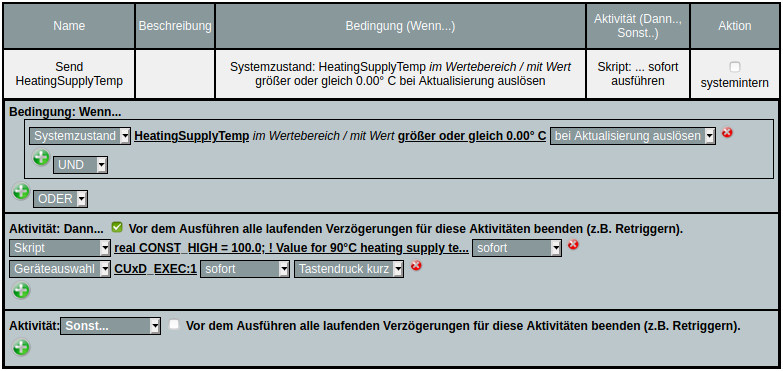 Name Beschreibung Bedingung (Wenn...) Aktivität (Dann.., Sonst..) Aktion
Send HeatingSupplyTemp
Systemzustand: HeatingSupplyTemp im Wertebereich / mit Wert
größer oder gleich 0.00° C bei Aktualisierung auslösen
Skript: ... sofort ausführen
systemintern
Bedingung: Wenn...
Systemzustand HeatingSupplyTemp im Wertebereich / mit Wert größer oder gleich 0.00° C bei Aktualisierung auslösen
UND
ODER
Aktivität: Dann... Vor dem Ausführen alle laufenden Verzögerungen für diese Aktivitäten beenden (z.B. Retriggern).
Skript real CONST_HIGH = 100.0; ! Value for 90°C heating supply te... sofort
Geräteauswahl CUxD_EXEC:1 sofort Tastendruck kurz
Aktivität: Sonst... Vor dem Ausführen alle laufenden Verzögerungen für diese Aktivitäten beenden (z.B. Retriggern).